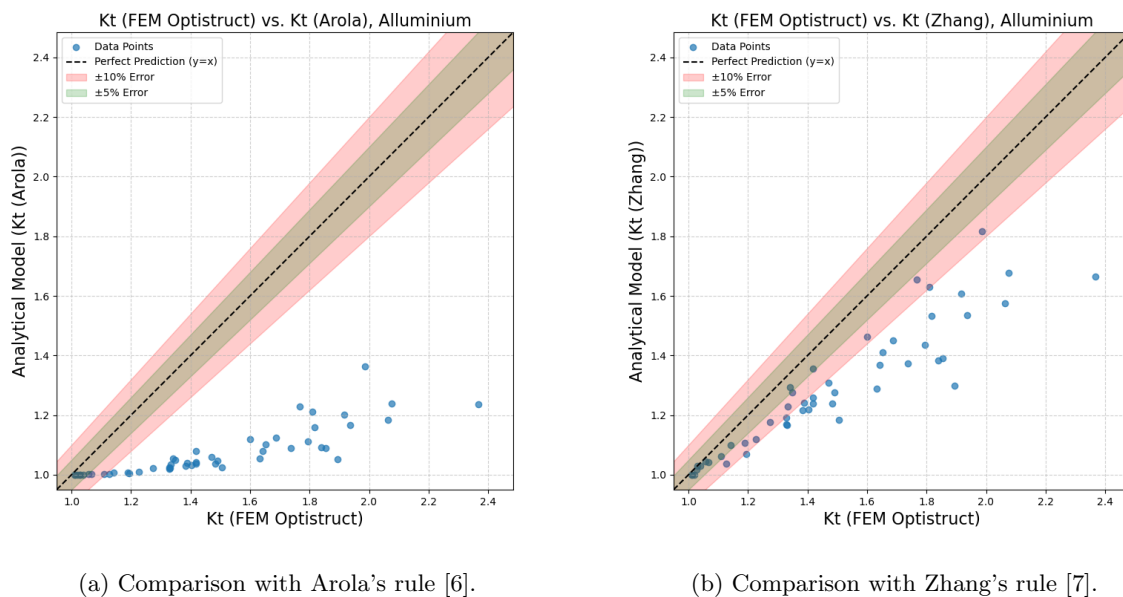 Kt (FEM Optistruct) vs. Kt (Arola), Alluminium
Data Points
Perfect Prediction (y=x)
±10% Error
±5% Error
2.4
2.2
2.0
1.8
1.6
1.4
1.2
1.0
Analytical Model (Kt (Arola))
1.0 1.2 1.4 1.6 1.8 2.0 2.2 2.4
Kt (FEM Optistruct)
(a) Comparison with Arola's rule [6].
Kt (FEM Optistruct) vs. Kt (Zhang), Alluminium
Data Points
Perfect Prediction (y=x)
±10% Error
±5% Error
2.4
2.2
2.0
1.8
1.6
1.4
1.2
1.0
Analytical Model (Kt (Zhang))
1.0 1.2 1.4 1.6 1.8 2.0 2.2 2.4
Kt (FEM Optistruct)
(b) Comparison with Zhang's rule [7].